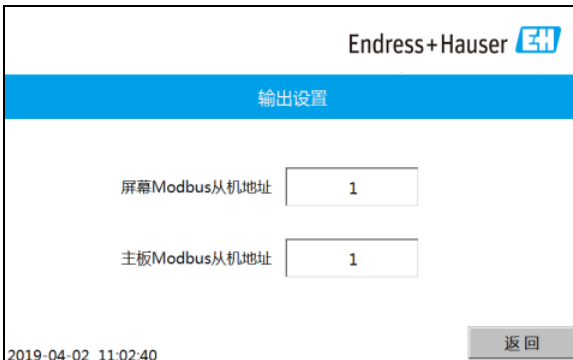 Endress+Hauser EH
输出设置
屏幕Modbus从机地址 1
主板Modbus从机地址 1
返回
2019-04-02 11:02:40